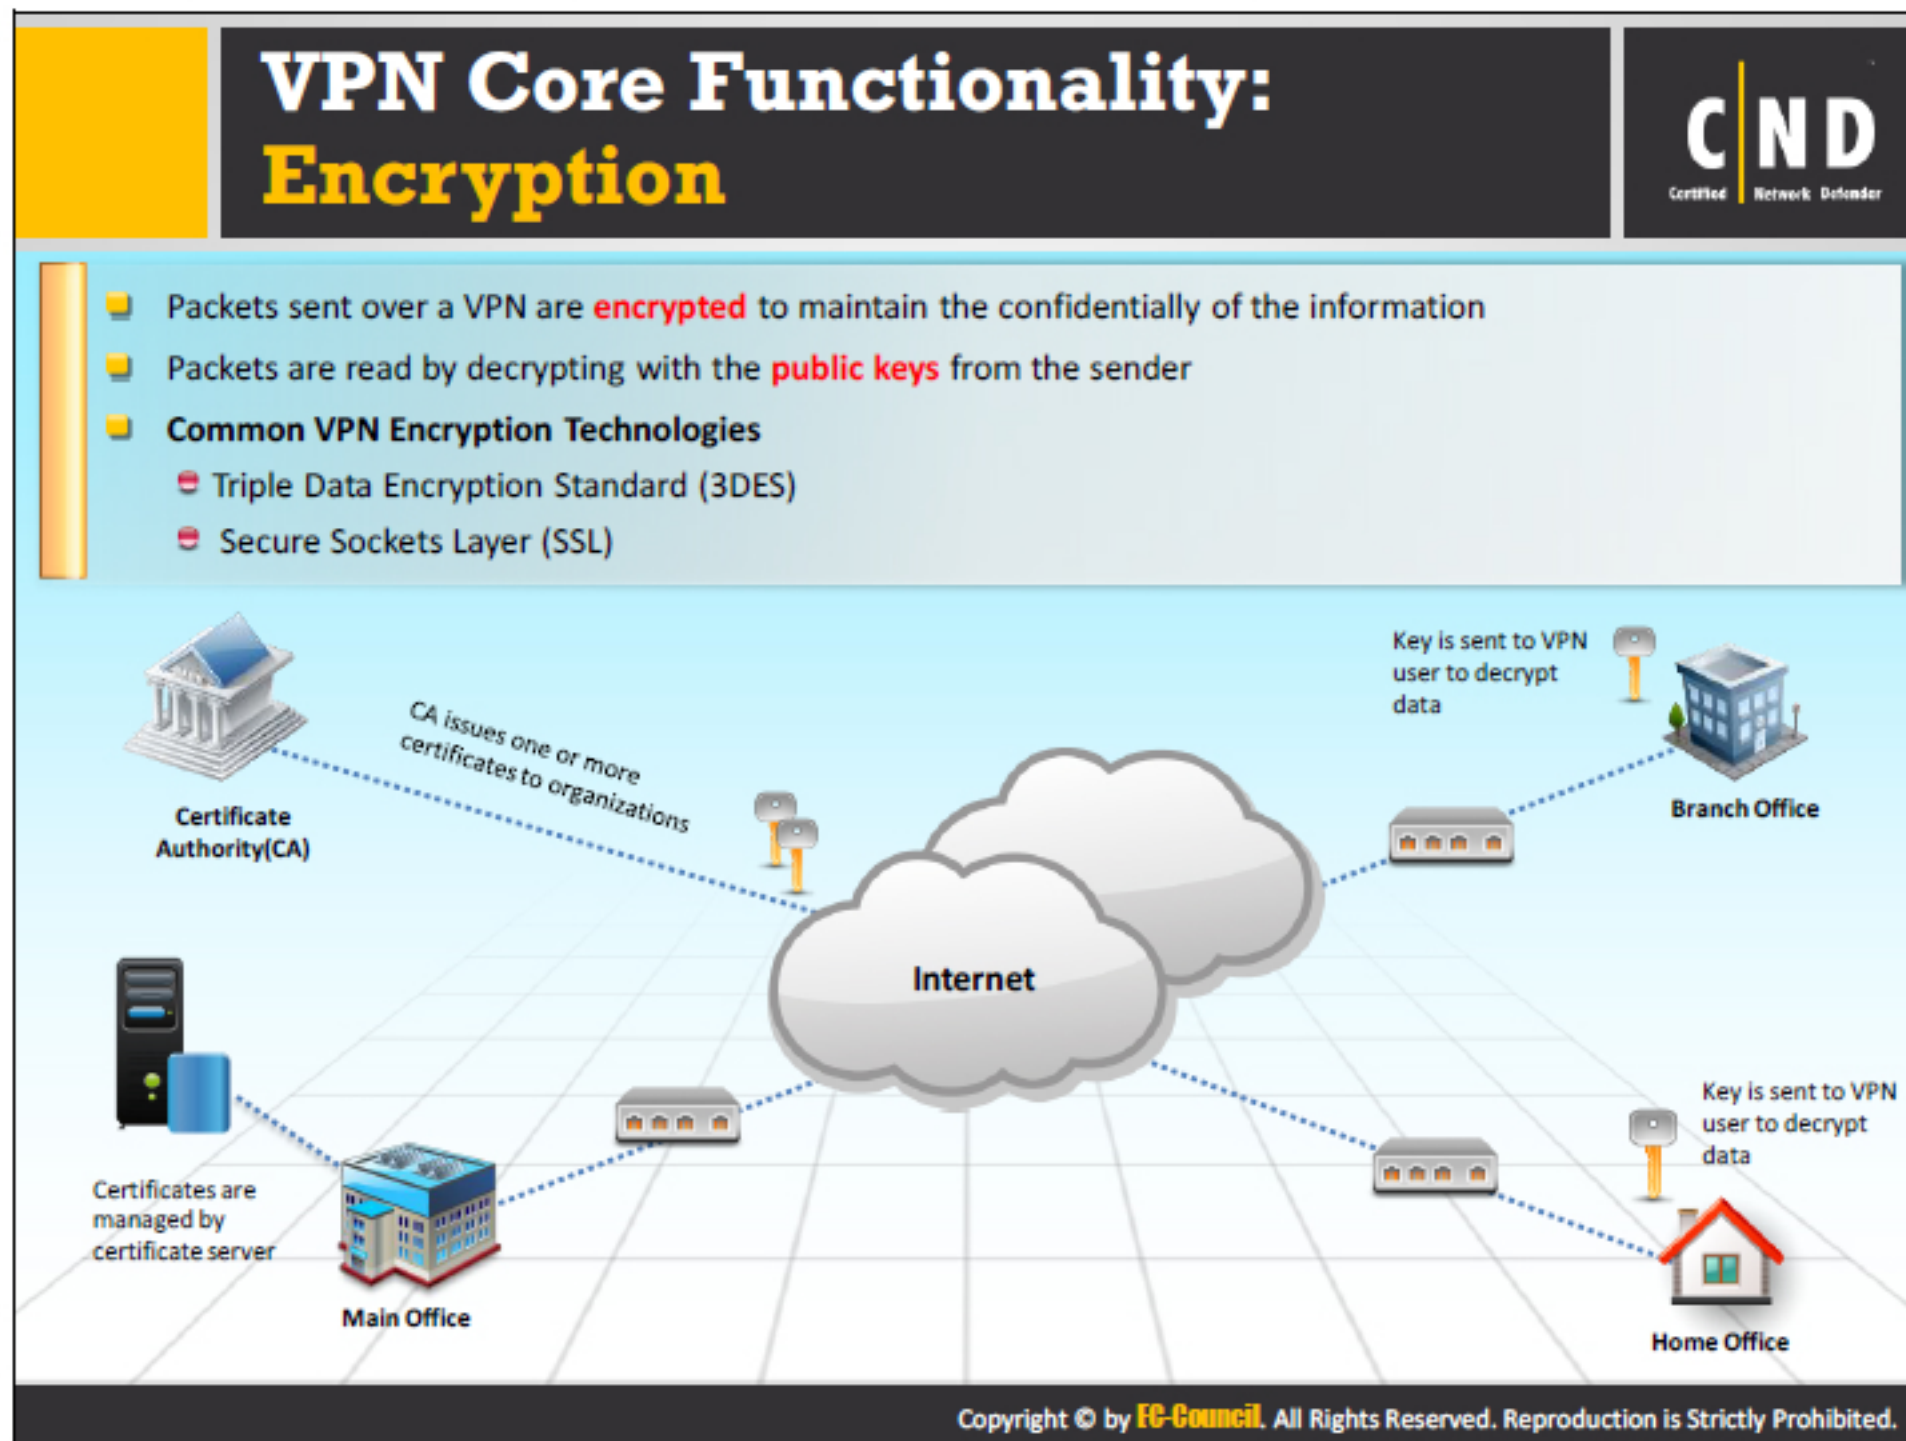 VPN Core Functionality:
Encryption
C N D
Certified Network Defender
Packets sent over a VPN are encrypted to maintain the confidentially of the information
Packets are read by decrypting with the public keys from the sender
Common VPN Encryption Technologies
Triple Data Encryption Standard (3DES)
Secure Sockets Layer (SSL)
Key is sent to VPN
user to decrypt
data
CA issues one or more
certificates to organizations
Certificate
Authority(CA)
Branch Office
Internet
Key is sent to VPN
user to decrypt
data
Certificates are
managed by
certificate server
Main Office
Home Office
Copyright © by EC-Council. All Rights Reserved. Reproduction is Strictly Prohibited.